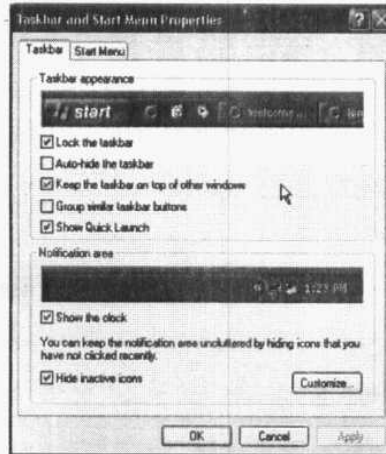 Taskbar and Start Menu Properties
Taskbar Start Menu
Taskbar appearance
start
Lock the taskbar
Auto-hide the taskbar
Keep the taskbar on top of other windows
Group similar taskbar buttons
Show Quick Launch
Notification area
1:23 PM
Show the clock
You can keep the notification area uncluttered by hiding icons that you
have not clicked recently.
Hide inactive icons
Customize...
OK Cancel Apply